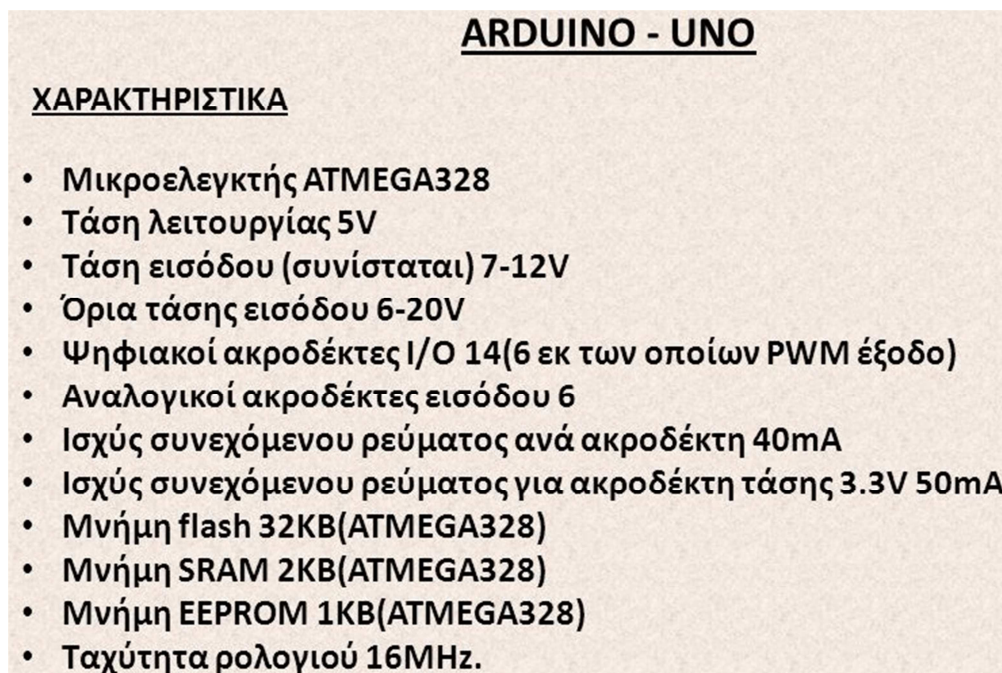 ARDUINO - UNO
ΧΑΡΑΚΤΗΡΙΣΤΙΚΑ
• Μικροελεγκτής ATMEGA328
• Τάση λειτουργίας 5V
• Τάση εισόδου (συνίσταται) 7-12V
• Όρια τάσης εισόδου 6-20V
• Ψηφιακοί ακροδέκτες I/O 14(6 εκ των οποίων PWM έξοδο)
• Αναλογικοί ακροδέκτες εισόδου 6
• Ισχύς συνεχόμενου ρεύματος ανά ακροδέκτη 40mA
• Ισχύς συνεχόμενου ρεύματος για ακροδέκτη τάσης 3.3V 50mA
• Μνήμη flash 32KB(ATMEGA328)
• Μνήμη SRAM 2KB(ATMEGA328)
• Μνήμη EEPROM 1KB(ATMEGA328)
• Ταχύτητα ρολογιού 16MHz.